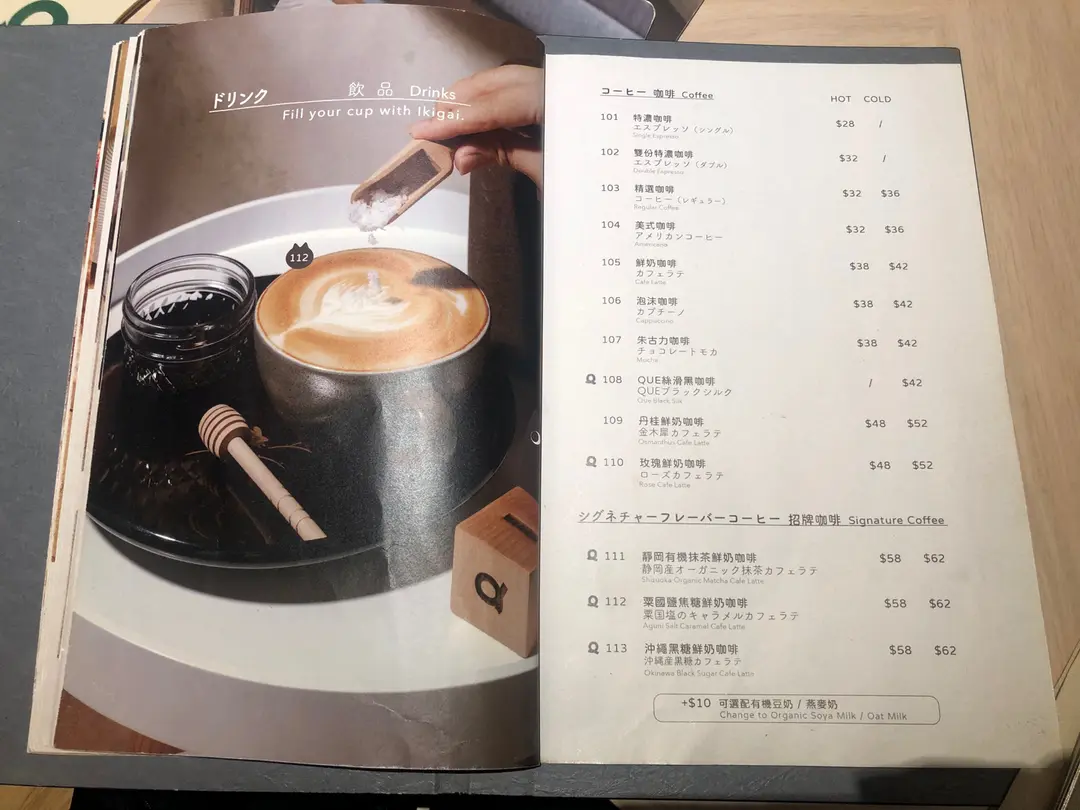 ドリンク 飲品 Drinks
Fill your cup with Ikigai.
112
コーヒー 咖啡 Coffee HOT COLD
101 特濃咖啡 $28 /
エスプレッソ（シングル）
Single Espresso
102 雙份特濃咖啡 $32 /
エスプレッソ（ダブル）
Double Espresso
103 精選咖啡 $32 $36
コーヒー（レギュラー）
Regular Coffee
104 美式咖啡 $32 $36
アメリカンコーヒー
Americano
105 鮮奶咖啡 $38 $42
カフェラテ
Cafe Latte
106 泡沫咖啡 $38 $42
カプチーノ
Cappuccino
107 朱古力咖啡 $38 $42
チョコレートモカ
Mocha
108 QUE絲滑黑咖啡 / $42
QUEブラックシルク
Que Black Silk
109 丹桂鮮奶咖啡 $48 $52
金木犀カフェラテ
Osmanthus Cafe Latte
110 玫瑰鮮奶咖啡 $48 $52
ローズカフェラテ
Rose Cafe Latte
シグネチャーフレーバーコーヒー 招牌咖啡 Signature Coffee
111 靜岡有機抹茶鮮奶咖啡 $58 $62
静岡産オーガニック抹茶カフェラテ
Shizuoka Organic Matcha Cafe Latte
112 粟國鹽焦糖鮮奶咖啡 $58 $62
粟国塩のキャラメルカフェラテ
Aguni Salt Caramel Cafe Latte
113 沖繩黑糖鮮奶咖啡 $58 $62
沖縄産黒糖カフェラテ
Okinawa Black Sugar Cafe Latte
+$10 可選配有機豆奶 / 燕麥奶
Change to Organic Soya Milk / Oat Milk